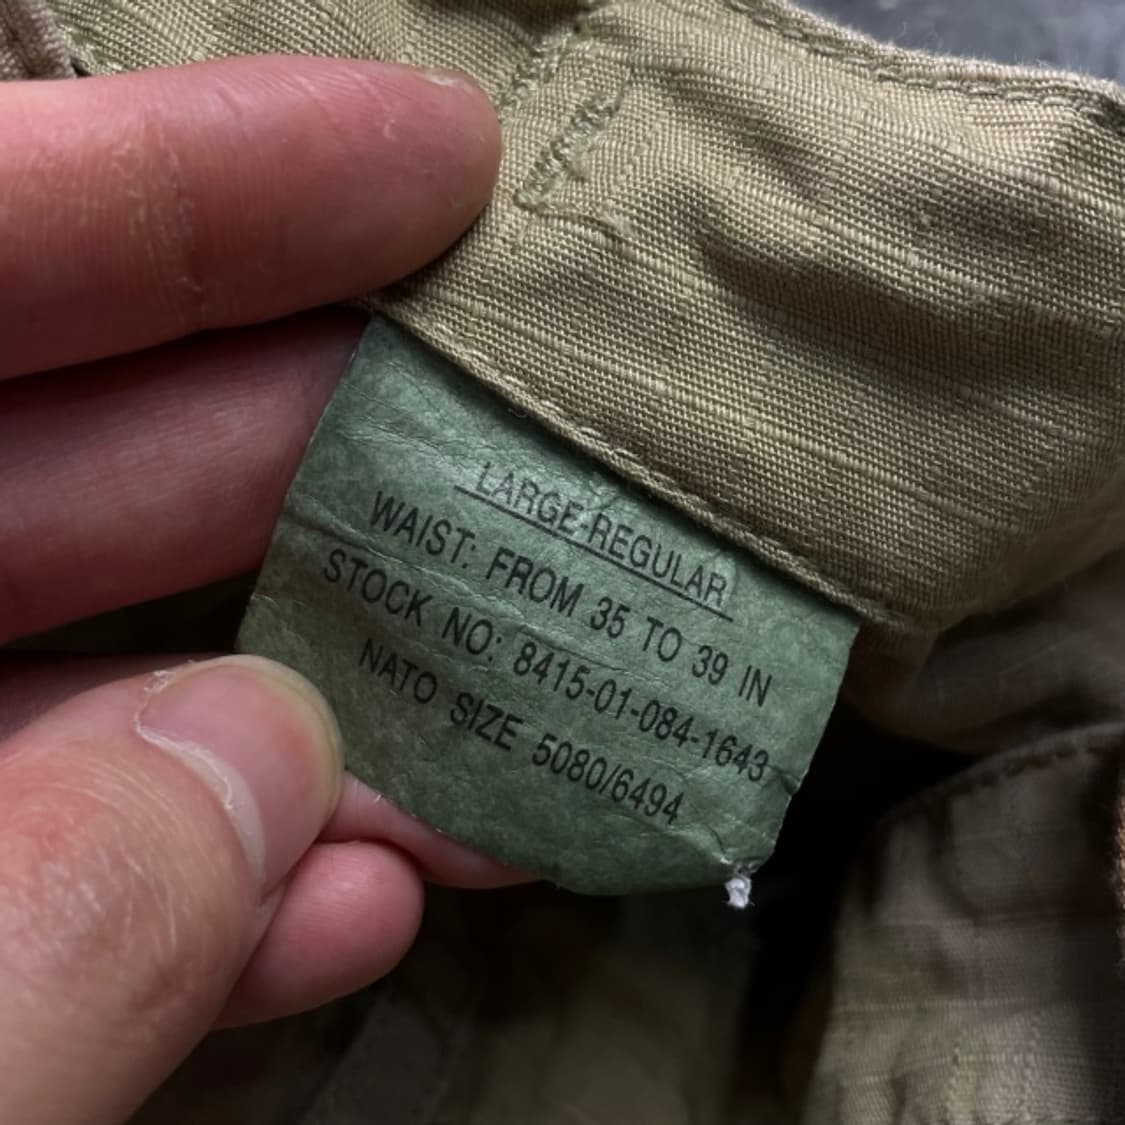 LARGE-REGULAR
WAIST: FROM 35 TO 39 IN
STOCK NO: 8415-01-084-1643
NATO SIZE 5080/6494